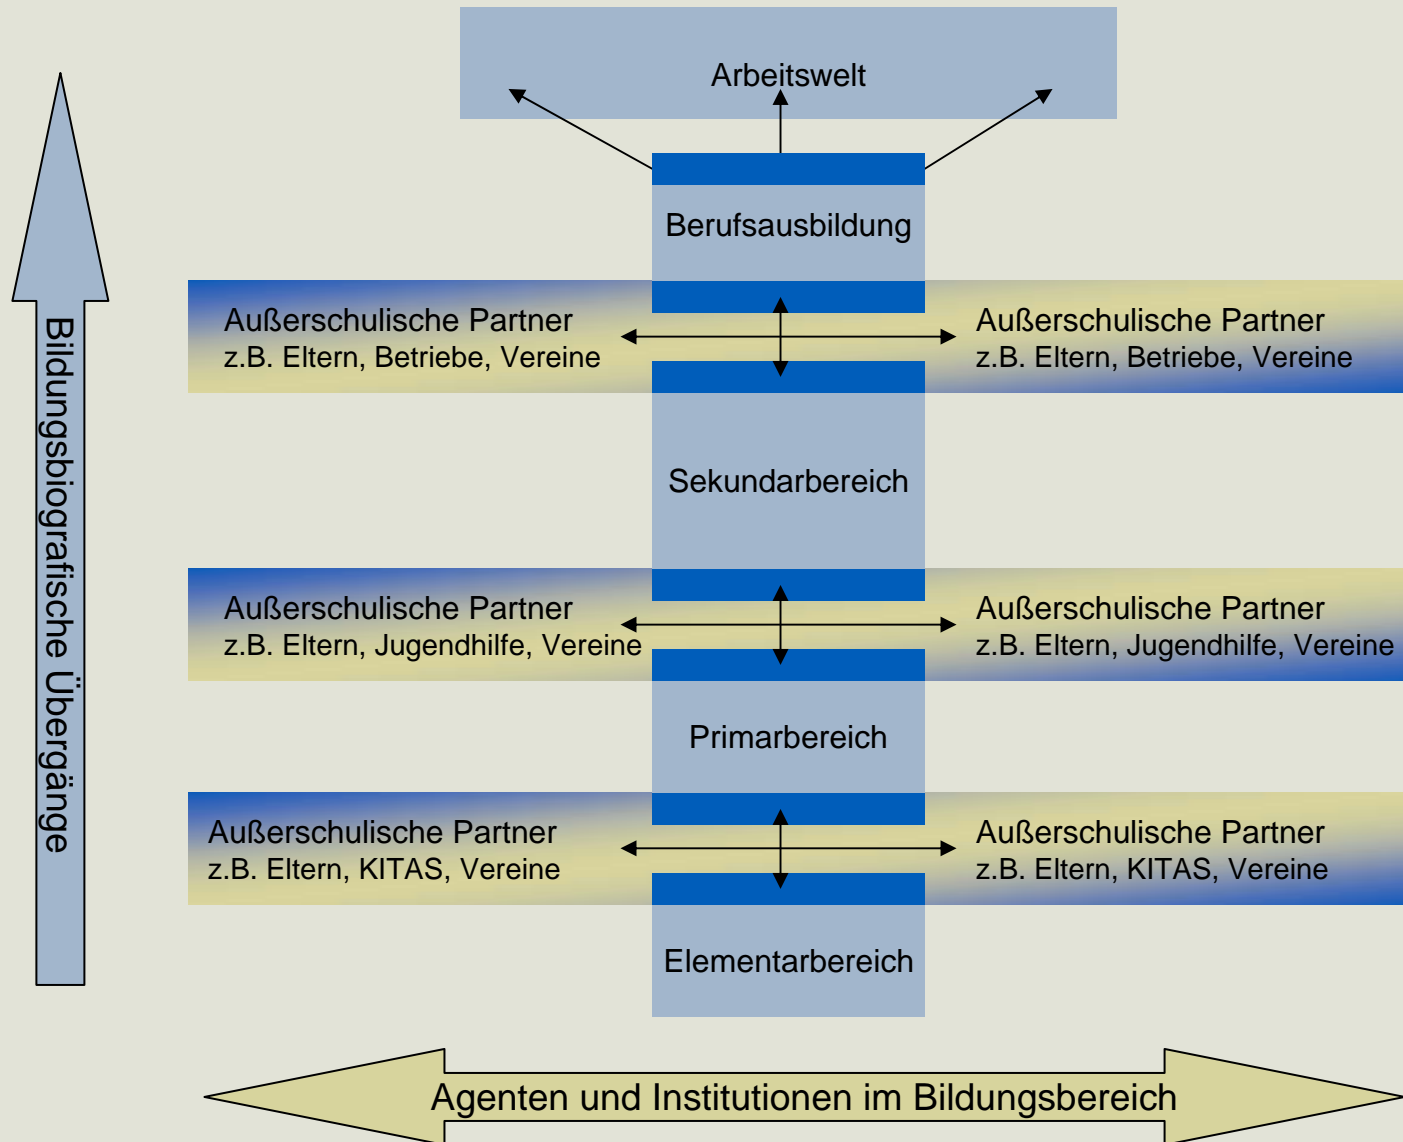 Arbeitswelt
Berufsausbildung
Außerschulische Partner
z.B. Eltern, Betriebe, Vereine
Außerschulische Partner
z.B. Eltern, Betriebe, Vereine
Sekundarbereich
Außerschulische Partner
z.B. Eltern, Jugendhilfe, Vereine
Außerschulische Partner
z.B. Eltern, Jugendhilfe, Vereine
Primarbereich
Außerschulische Partner
z.B. Eltern, KITAS, Vereine
Außerschulische Partner
z.B. Eltern, KITAS, Vereine
Elementarbereich
Bildungsbiografische Übergänge
Agenten und Institutionen im Bildungsbereich